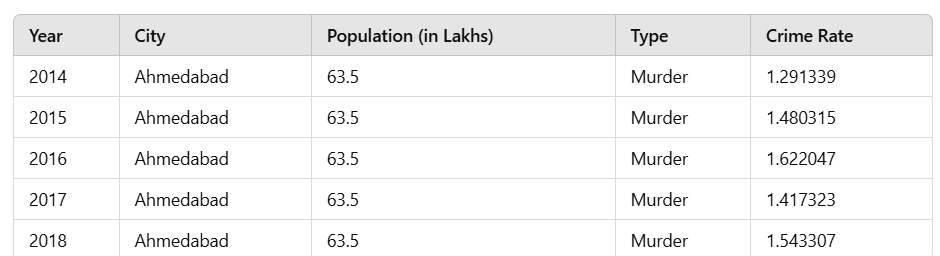 Year City Population (in Lakhs) Type Crime Rate
2014 Ahmedabad 63.5 Murder 1.291339
2015 Ahmedabad 63.5 Murder 1.480315
2016 Ahmedabad 63.5 Murder 1.622047
2017 Ahmedabad 63.5 Murder 1.417323
2018 Ahmedabad 63.5 Murder 1.543307